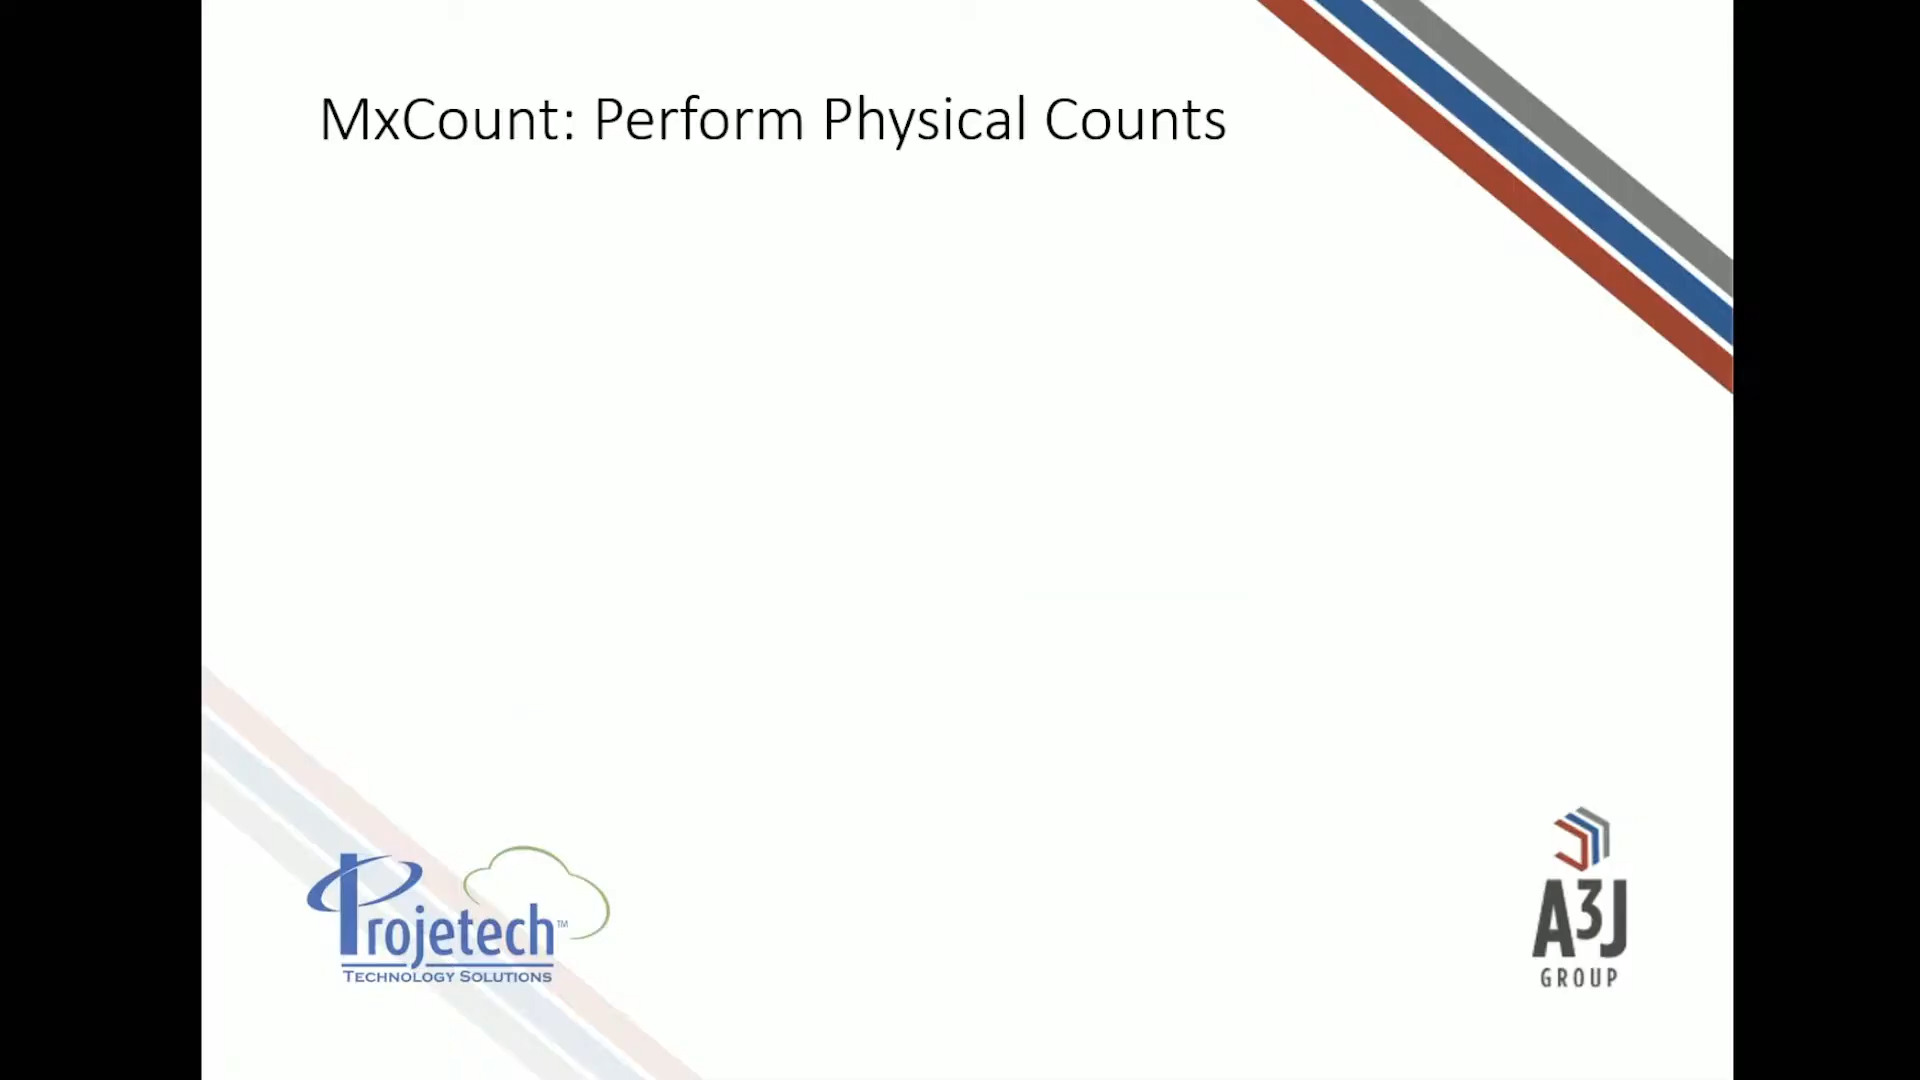 MxCount: Perform Physical Counts
Projetech™
TECHNOLOGY SOLUTIONS
A3J
GROUP